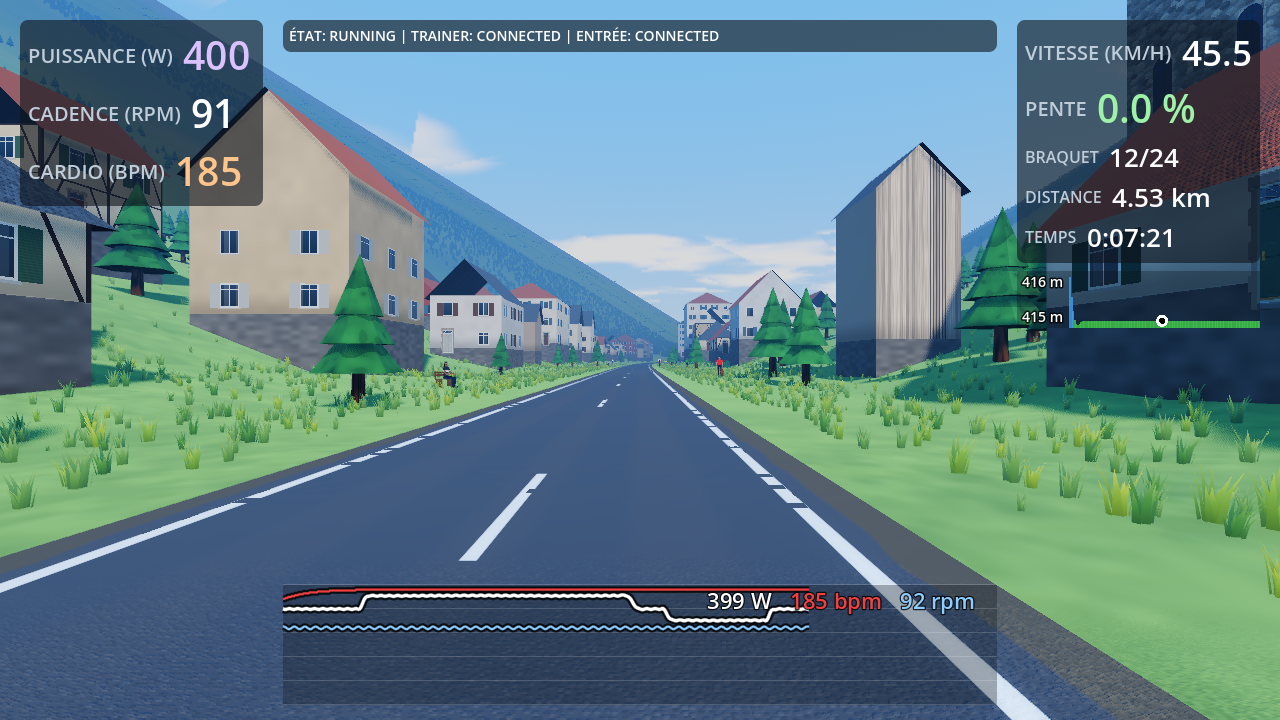 PUISSANCE (W) 400
CADENCE (RPM) 91
CARDIO (BPM) 185
ÉTAT: RUNNING | TRAINER: CONNECTED | ENTRÉE: CONNECTED
VITESSE (KM/H) 45.5
PENTE 0.0 %
BRAQUET 12/24
DISTANCE 4.53 km
TEMPS 0:07:21
416 m
415 m
399 W 185 bpm 92 rpm